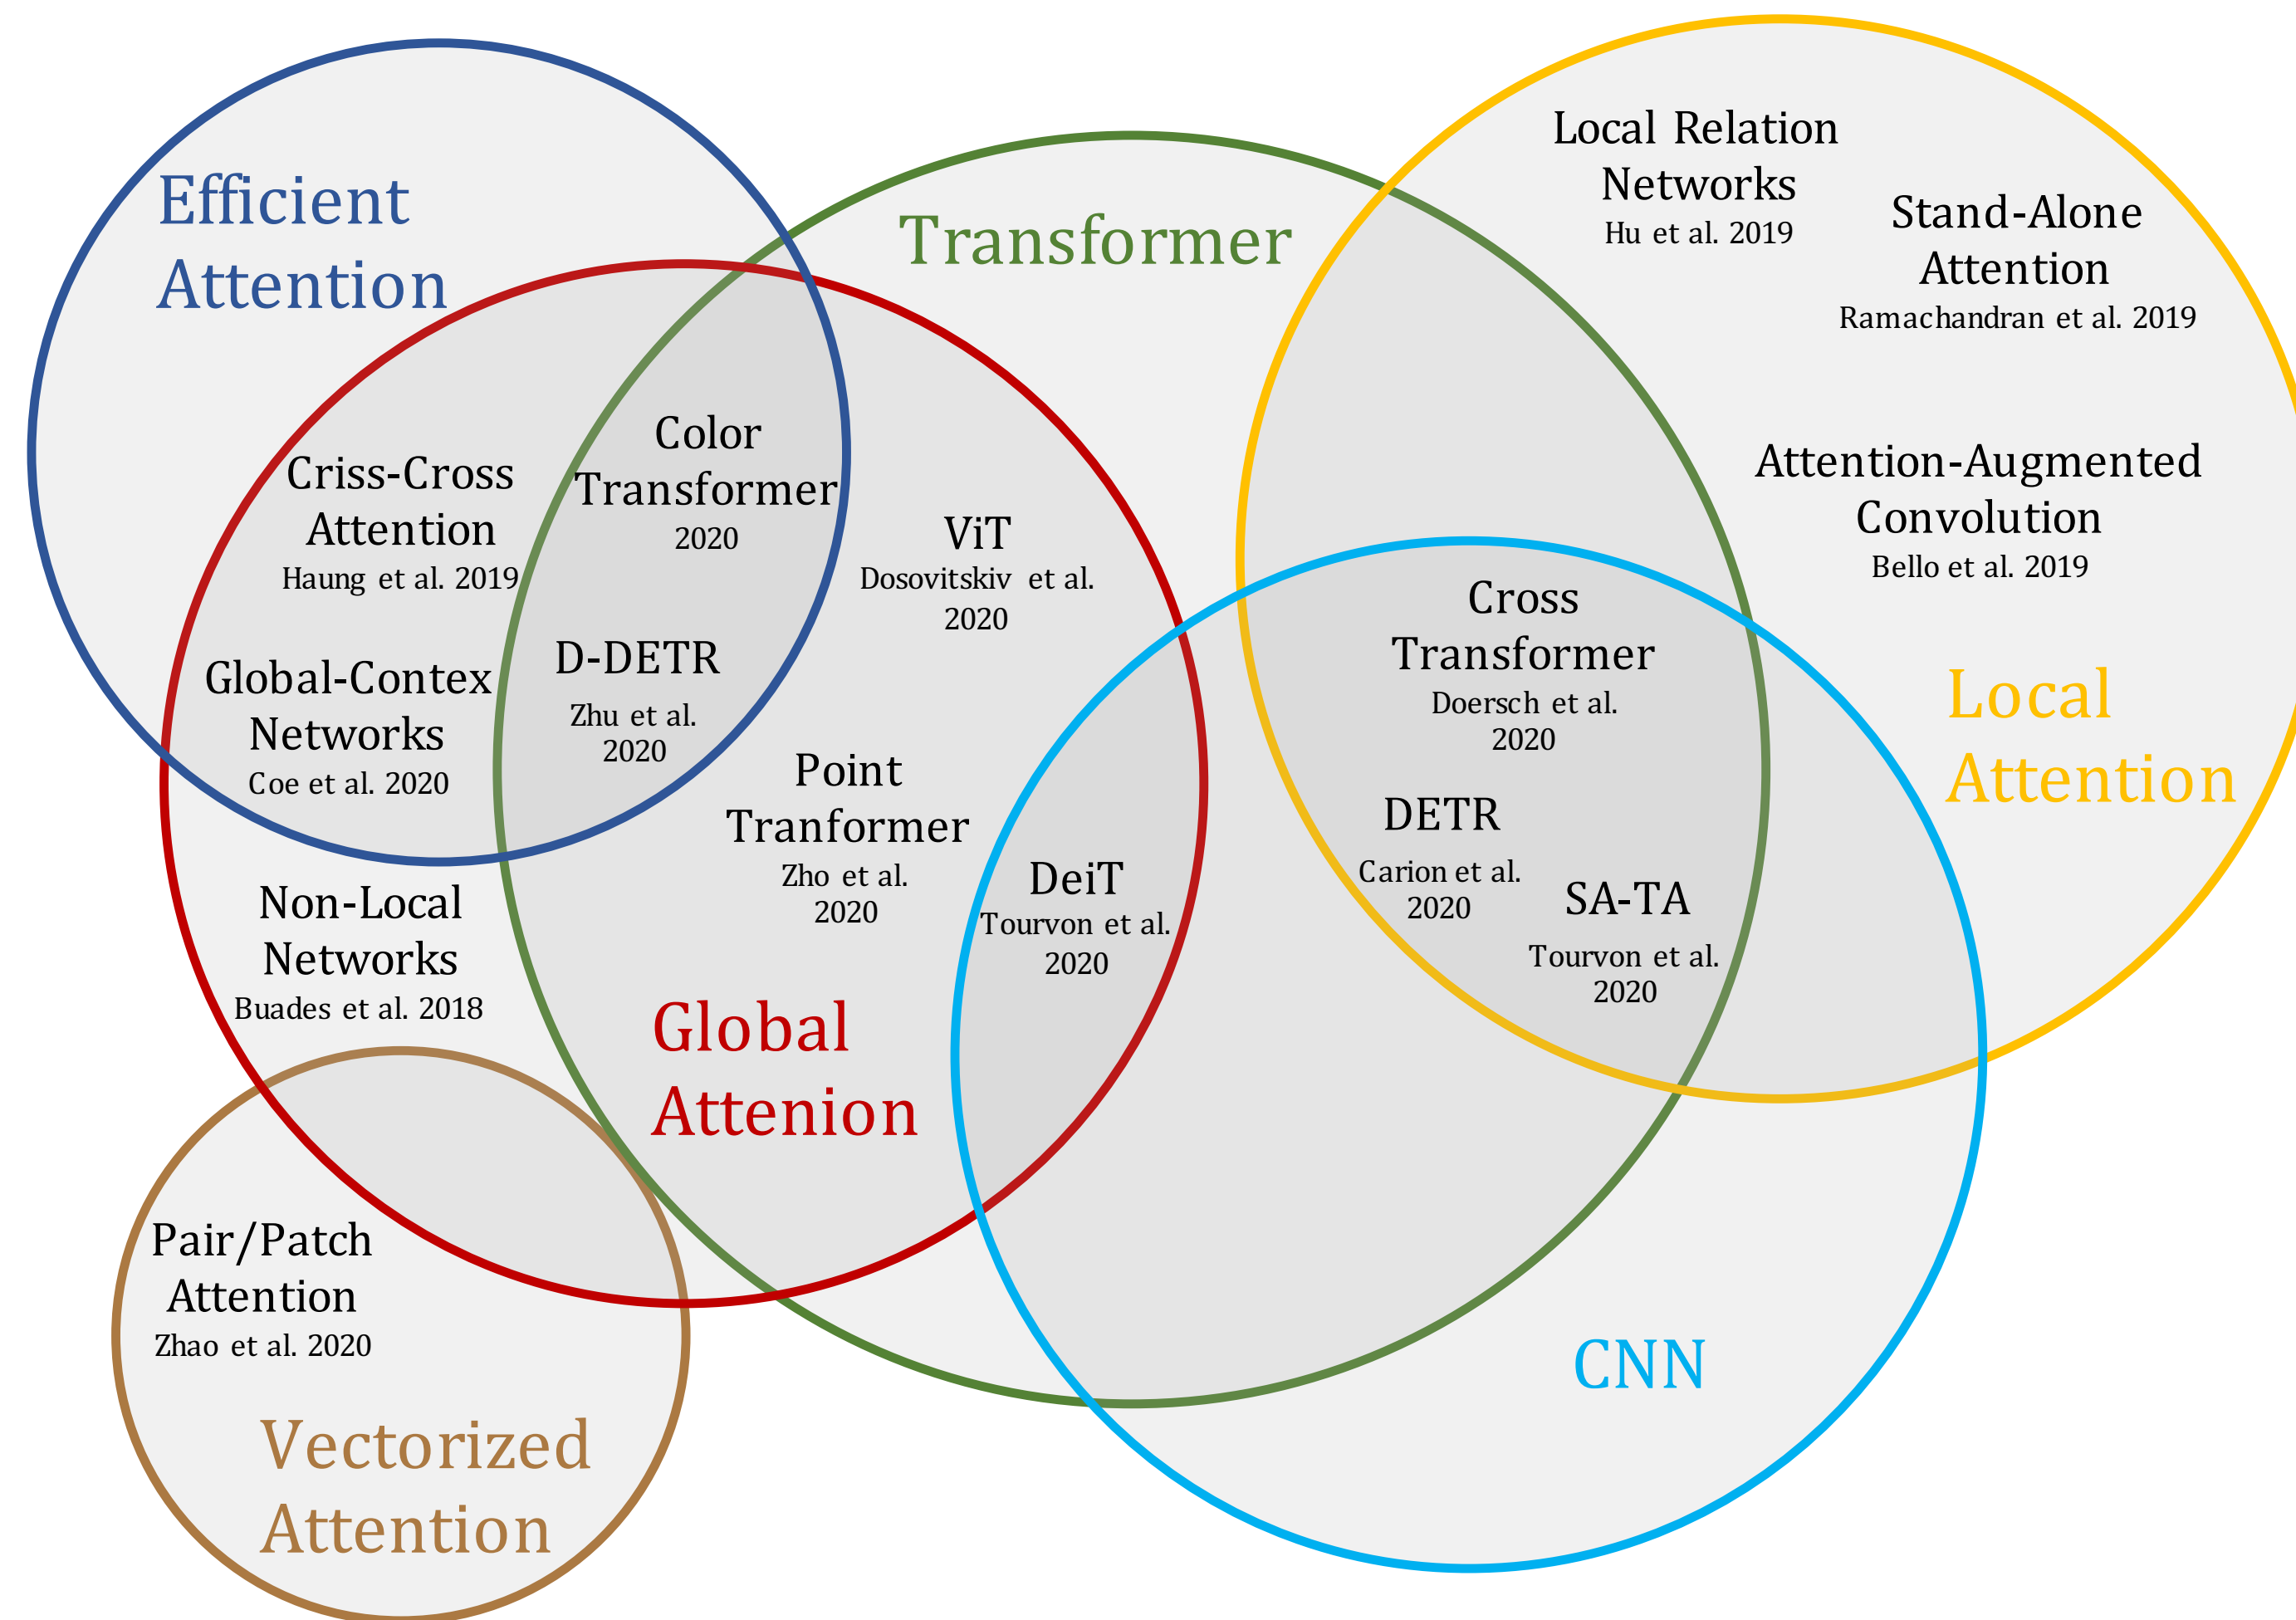 Efficient
Attention
Transformer
Local Relation
Networks
Hu et al. 2019
Stand-Alone
Attention
Ramachandran et al. 2019
Criss-Cross
Attention
Haung et al. 2019
Color
Transformer
2020
ViT
Dosovitskiv et al.
2020
Attention-Augmented
Convolution
Bello et al. 2019
Global-Contex
Networks
Coe et al. 2020
D-DETR
Zhu et al.
2020
Cross
Transformer
Doersch et al.
2020
Local
Attention
Point
Tranformer
Zho et al.
2020
DeiT
Tourvon et al.
2020
DETR
Carion et al.
2020
SA-TA
Tourvon et al.
2020
Non-Local
Networks
Buades et al. 2018
Global
Attenion
Pair/Patch
Attention
Zhao et al. 2020
CNN
Vectorized
Attention